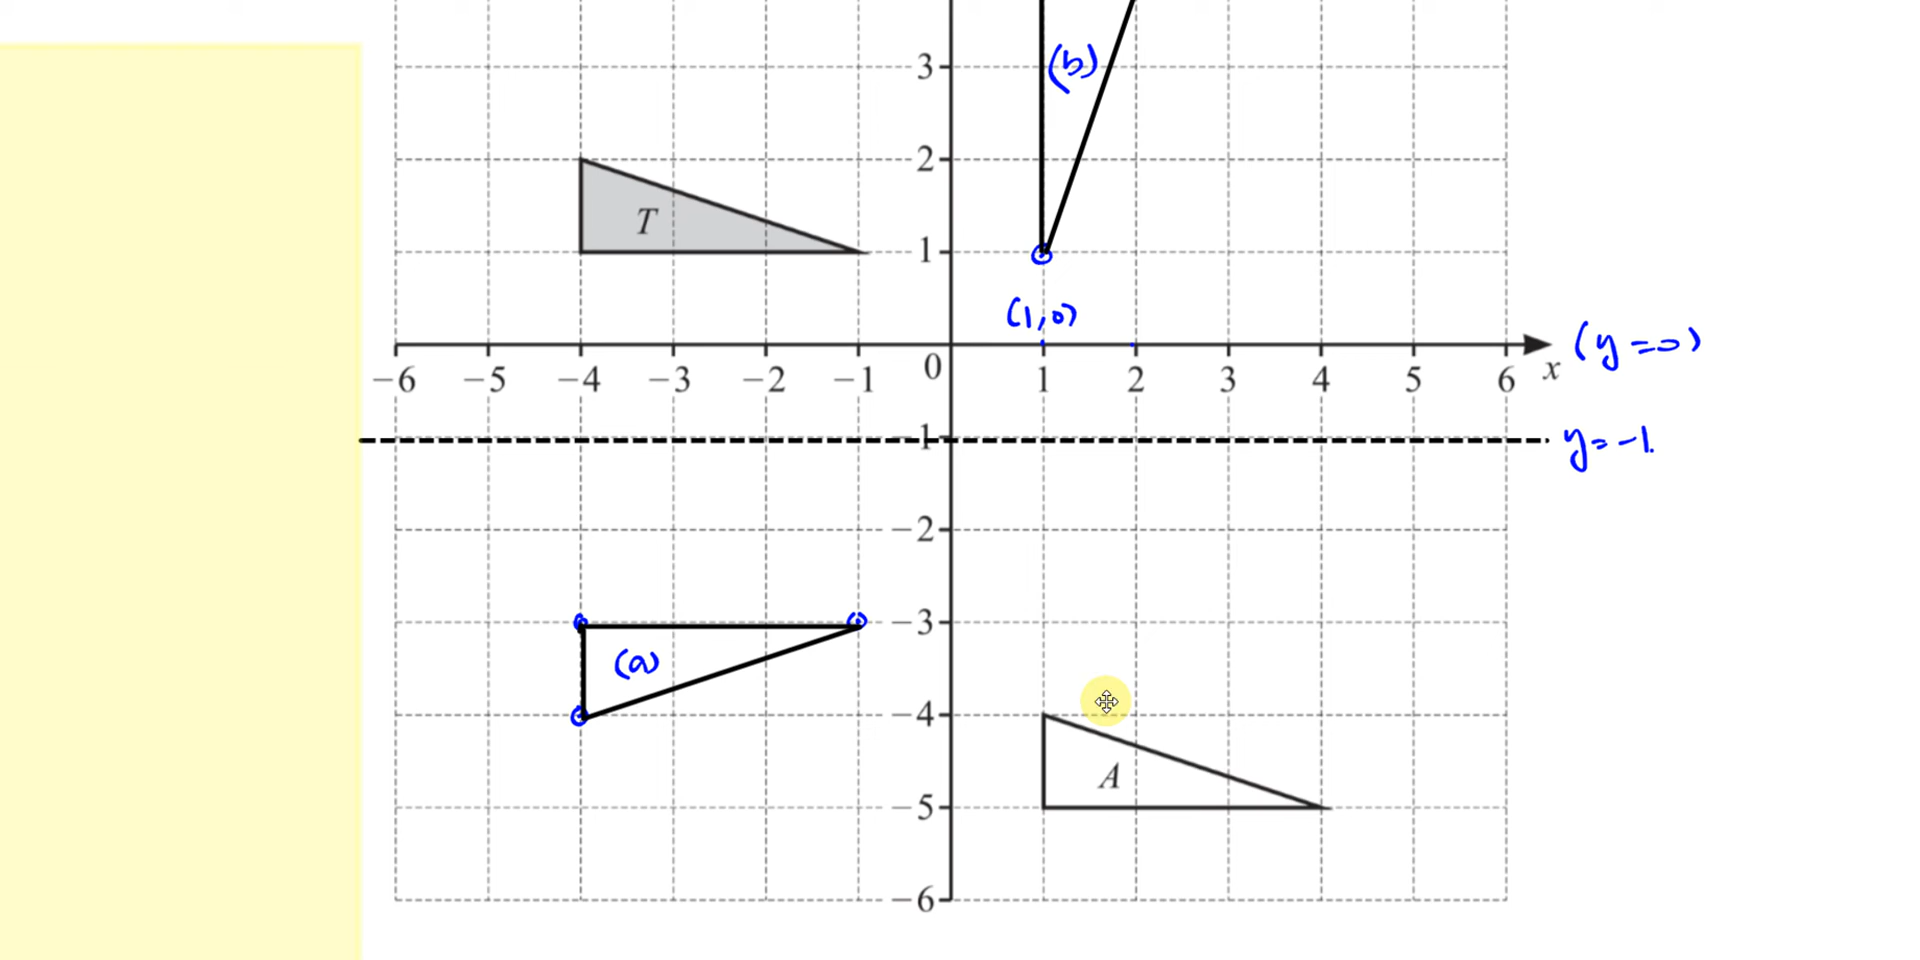 3
(b)
2
T
1
(1,0)
(y=0)
−6 −5 −4 −3 −2 −1 0 1 2 3 4 5 6 x
−1
y=-1.
−2
−3
(a)
−4
A
−5
−6